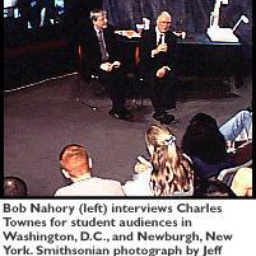 Bob Nahory (left) interviews Charles
Townes for student audiences in
Washington, D.C., and Newburgh, New
York. Smithsonian photograph by Jeff